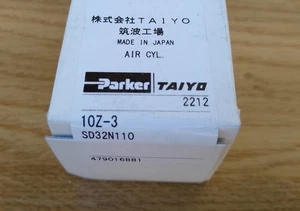 株式会社TAIYO
筑波工場
MADE IN JAPAN
AIR CYL.
Parker TAIYO
2212
10Z-3
SD32N110
479016881